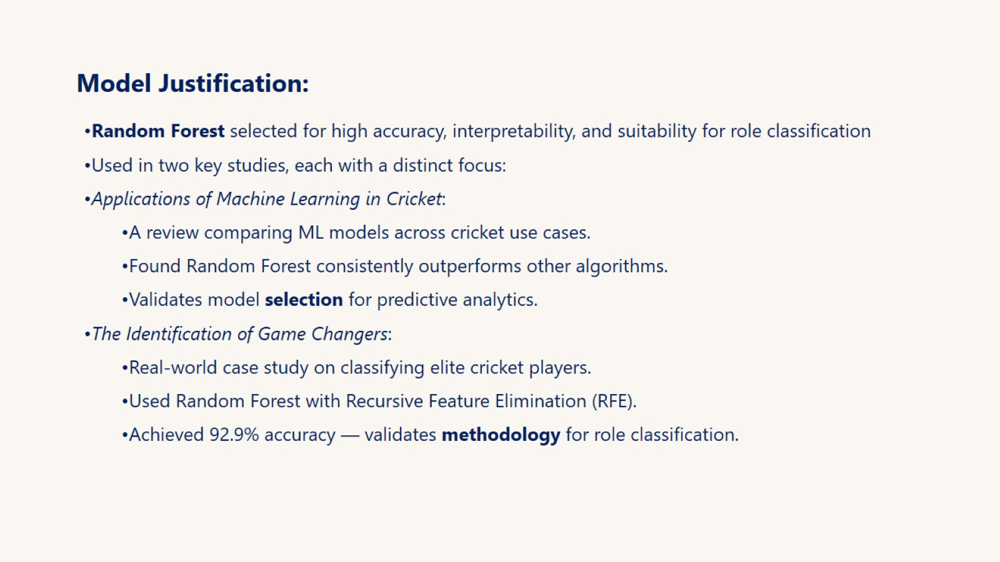 Model Justification:
•Random Forest selected for high accuracy, interpretability, and suitability for role classification
•Used in two key studies, each with a distinct focus:
•Applications of Machine Learning in Cricket:
•A review comparing ML models across cricket use cases.
•Found Random Forest consistently outperforms other algorithms.
•Validates model selection for predictive analytics.
•The Identification of Game Changers:
•Real-world case study on classifying elite cricket players.
•Used Random Forest with Recursive Feature Elimination (RFE).
•Achieved 92.9% accuracy — validates methodology for role classification.